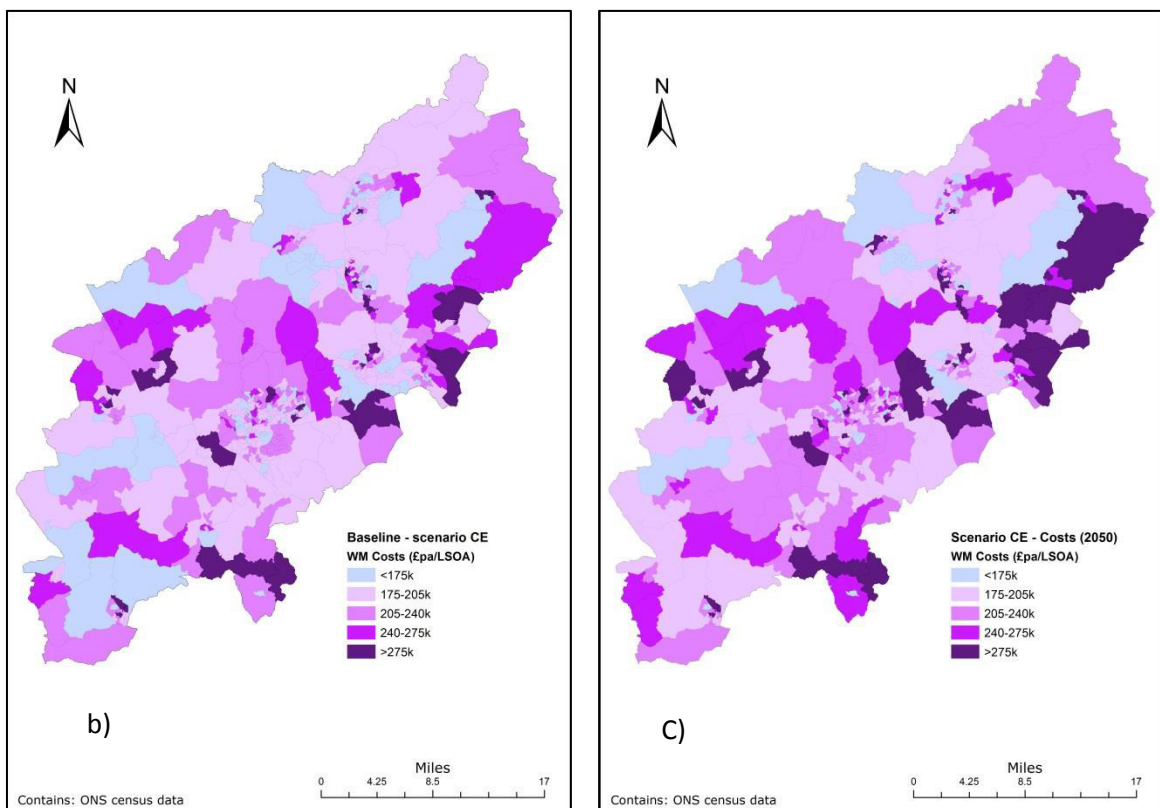 N
Baseline - scenario CE
WM Costs (£pa/LSOA)
<175k
175-205k
205-240k
240-275k
>275k
b)
Miles
0 4.25 8.5 17
Contains: ONS census data
N
Scenario CE - Costs (2050)
WM Costs (£pa/LSOA)
<175k
175-205k
205-240k
240-275k
>275k
C)
Miles
0 4.25 8.5 17
Contains: ONS census data